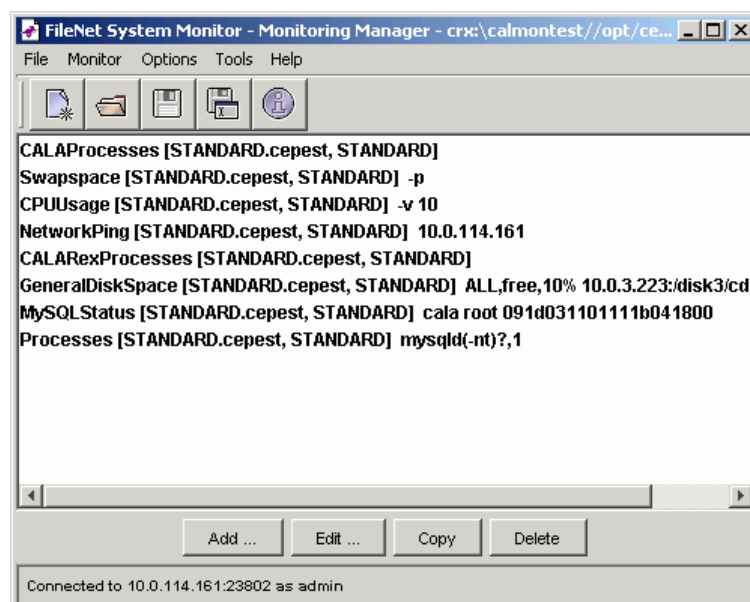 FileNet System Monitor - Monitoring Manager - crx:\calmontest//opt/ce...
File Monitor Options Tools Help
CALAProcesses [STANDARD.cepest, STANDARD]
Swapspace [STANDARD.cepest, STANDARD] -p
CPUUsage [STANDARD.cepest, STANDARD] -v 10
NetworkPing [STANDARD.cepest, STANDARD] 10.0.114.161
CALARexProcesses [STANDARD.cepest, STANDARD]
GeneralDiskSpace [STANDARD.cepest, STANDARD] ALL,free,10% 10.0.3.223:/disk3/cd
MySQLStatus [STANDARD.cepest, STANDARD] cala root 091d031101111b041800
Processes [STANDARD.cepest, STANDARD] mysqld(-nt)?,1
Add ... Edit ... Copy Delete
Connected to 10.0.114.161:23802 as admin